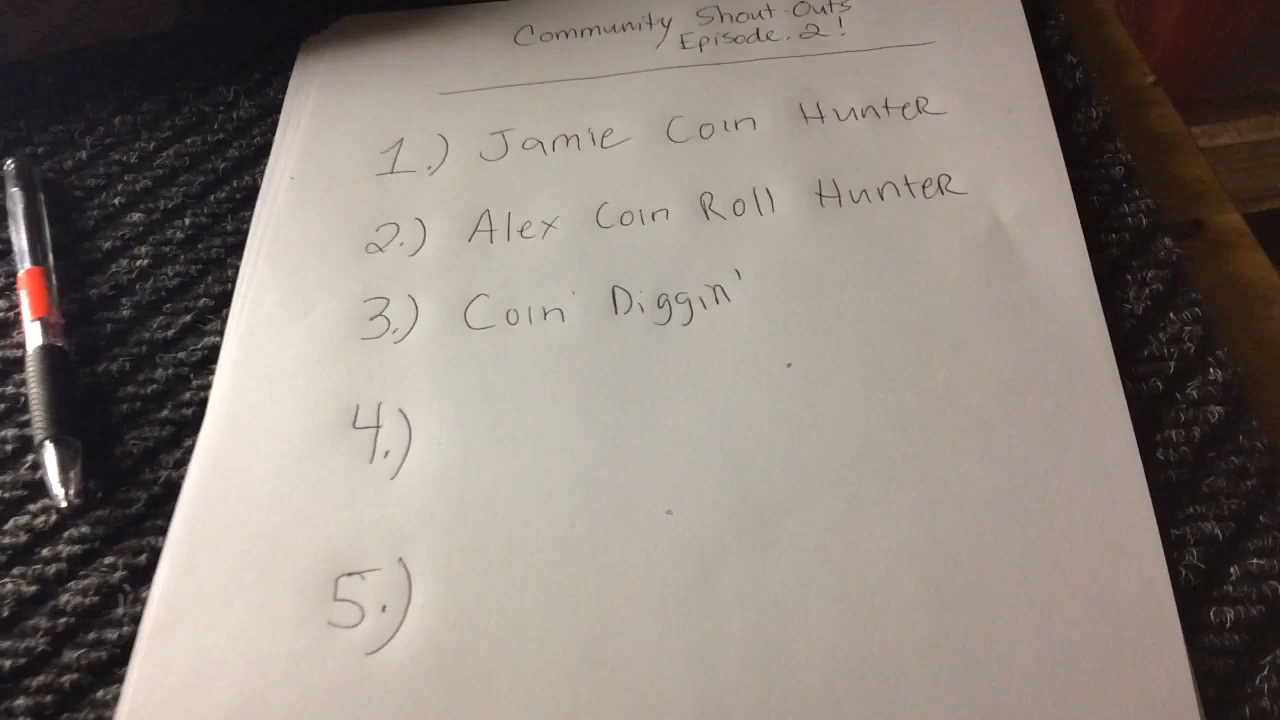 Community Shout-Outs
Episode. 2!
1.) Jamie Coin Hunter
2.) Alex Coin Roll Hunter
3.) Coin Diggin'
4.)
5.)